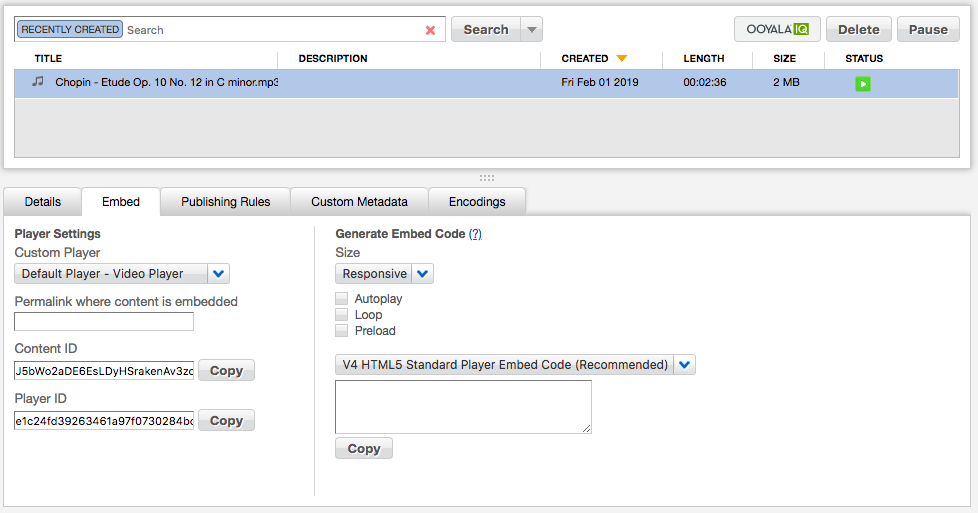 RECENTLY CREATED Search Search OOYALA IQ Delete Pause
TITLE DESCRIPTION CREATED LENGTH SIZE STATUS
Chopin - Etude Op. 10 No. 12 in C minor.mp3 Fri Feb 01 2019 00:02:36 2 MB
Details Embed Publishing Rules Custom Metadata Encodings
Player Settings
Custom Player
Default Player - Video Player
Permalink where content is embedded
Content ID
J5bWo2aDE6EsLDyHSrakenAv3zc Copy
Player ID
e1c24fd39263461a97f0730284bc Copy
Generate Embed Code (?)
Size
Responsive
Autoplay
Loop
Preload
V4 HTML5 Standard Player Embed Code (Recommended)
Copy